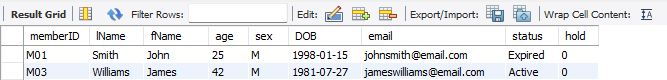 Result Grid Filter Rows: Edit: Export/Import: Wrap Cell Content: IA
memberID lName fName age sex DOB email status hold
M01 Smith John 25 M 1998-01-15 johnsmith@email.com Expired 0
M03 Williams James 42 M 1981-07-27 jameswilliams@email.com Active 0